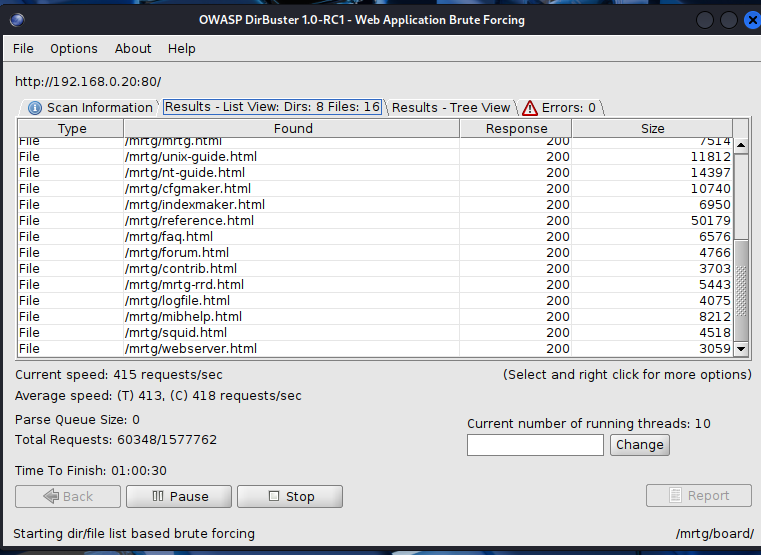 OWASP DirBuster 1.0-RC1 - Web Application Brute Forcing
File Options About Help
http://192.168.0.20:80/
Scan Information Results - List View: Dirs: 8 Files: 16 Results - Tree View Errors: 0
Type Found Response Size
File /mrtg/mrtg.html 200 7514
File /mrtg/unix-guide.html 200 11812
File /mrtg/nt-guide.html 200 14397
File /mrtg/cfgmaker.html 200 10740
File /mrtg/indexmaker.html 200 6950
File /mrtg/reference.html 200 50179
File /mrtg/faq.html 200 6576
File /mrtg/forum.html 200 4766
File /mrtg/contrib.html 200 3703
File /mrtg/mrtg-rrd.html 200 5443
File /mrtg/logfile.html 200 4075
File /mrtg/mibhelp.html 200 8212
File /mrtg/squid.html 200 4518
File /mrtg/webserver.html 200 3059
Current speed: 415 requests/sec (Select and right click for more options)
Average speed: (T) 413, (C) 418 requests/sec
Parse Queue Size: 0 Current number of running threads: 10
Total Requests: 60348/1577762 Change
Time To Finish: 01:00:30
Back Pause Stop Report
Starting dir/file list based brute forcing /mrtg/board/